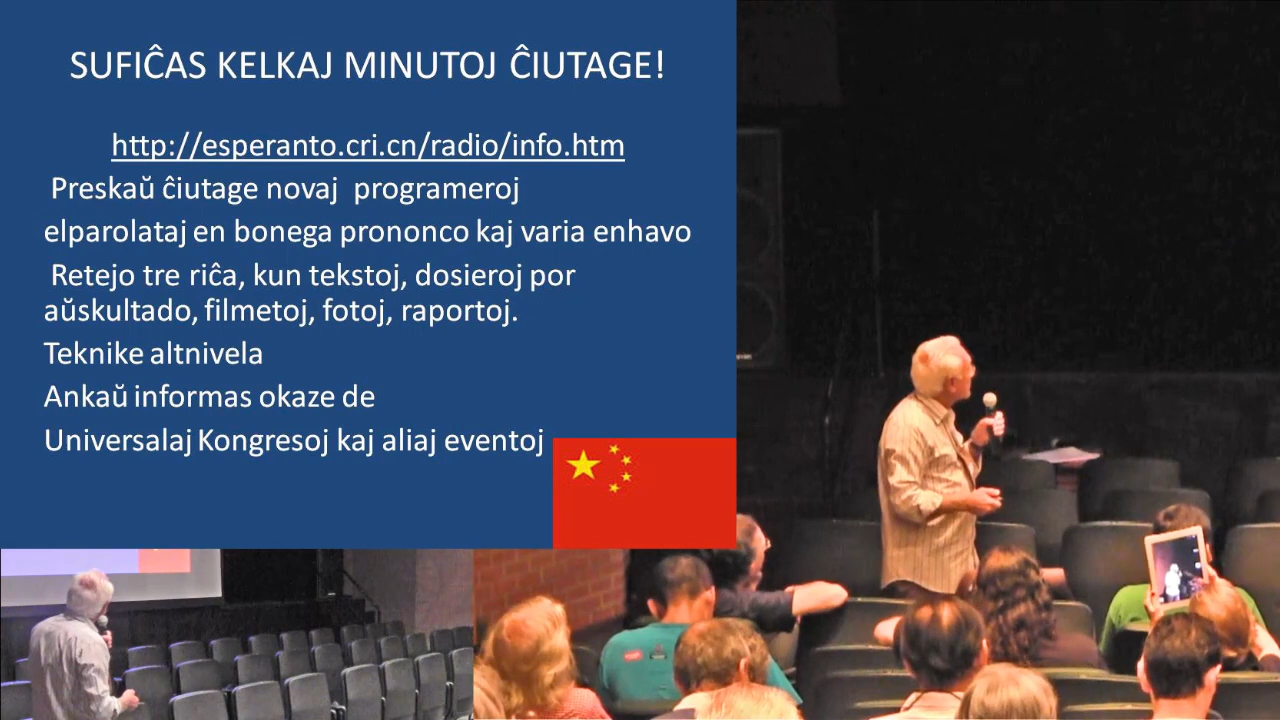 SUFIĈAS KELKAJ MINUTOJ ĈIUTAGE!
http://esperanto.cri.cn/radio/info.htm
Preskaŭ ĉiutage novaj programeroj
elparolataj en bonega prononco kaj varia enhavo
Retejo tre riĉa, kun tekstoj, dosieroj por
aŭskultado, filmetoj, fotoj, raportoj.
Teknike altnivela
Ankaŭ informas okaze de
Universalaj Kongresoj kaj aliaj eventoj